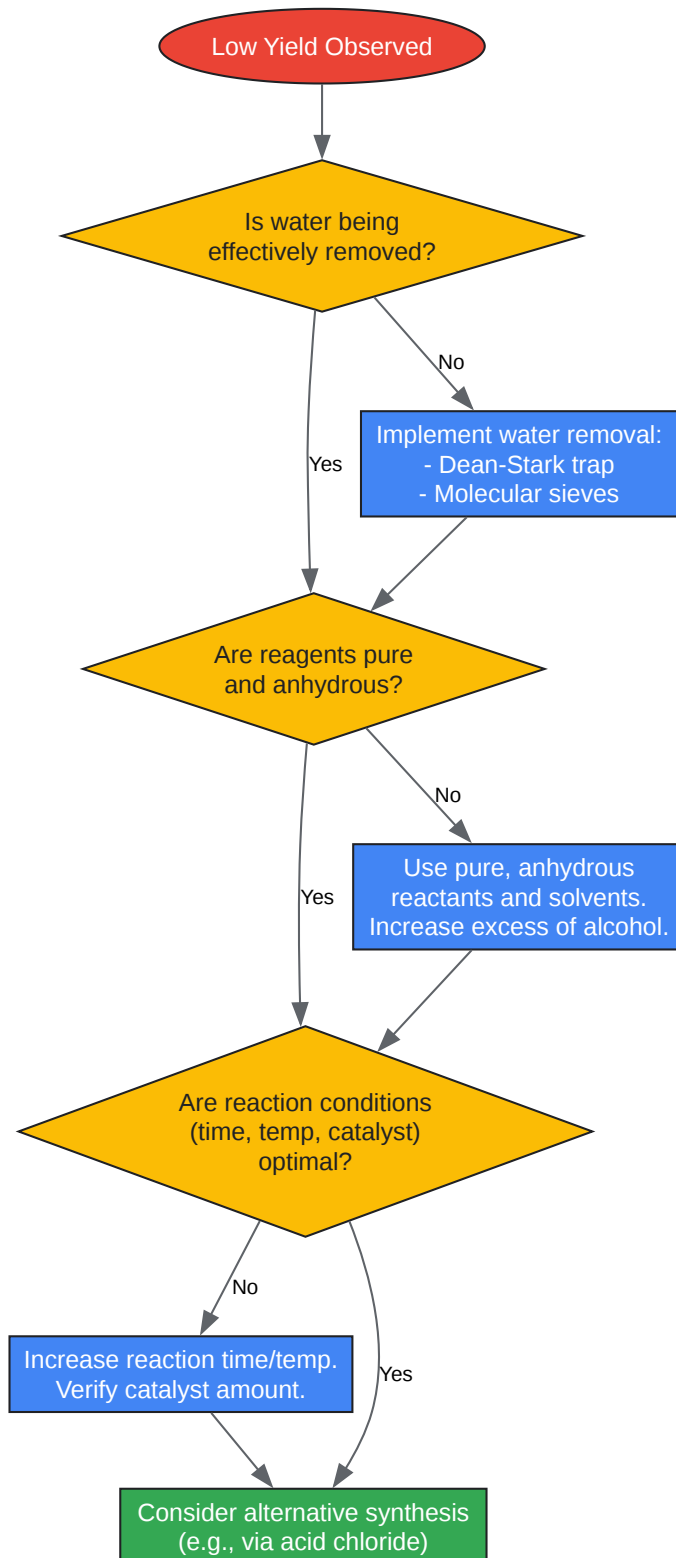 Low Yield Observed
Is water being
effectively removed?
No
Implement water removal:
- Dean-Stark trap
- Molecular sieves
Yes
Are reagents pure
and anhydrous?
No
Use pure, anhydrous
reactants and solvents.
Increase excess of alcohol.
Yes
Are reaction conditions
(time, temp, catalyst)
optimal?
No
Increase reaction time/temp.
Verify catalyst amount.
Yes
Consider alternative synthesis
(e.g., via acid chloride)